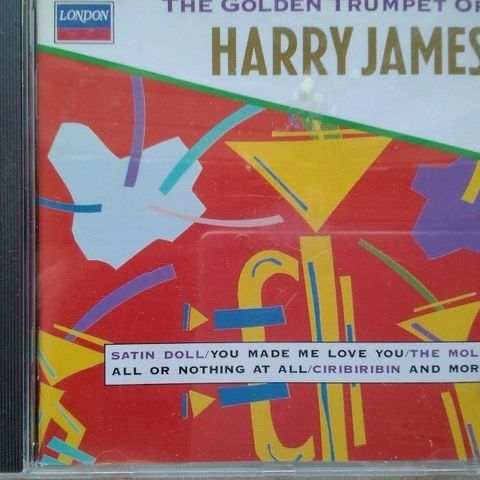 LONDON
THE GOLDEN TRUMPET OF
HARRY JAMES
SATIN DOLL/YOU MADE ME LOVE YOU/THE MOL
ALL OR NOTHING AT ALL/CIRIBIRIBIN AND MOR